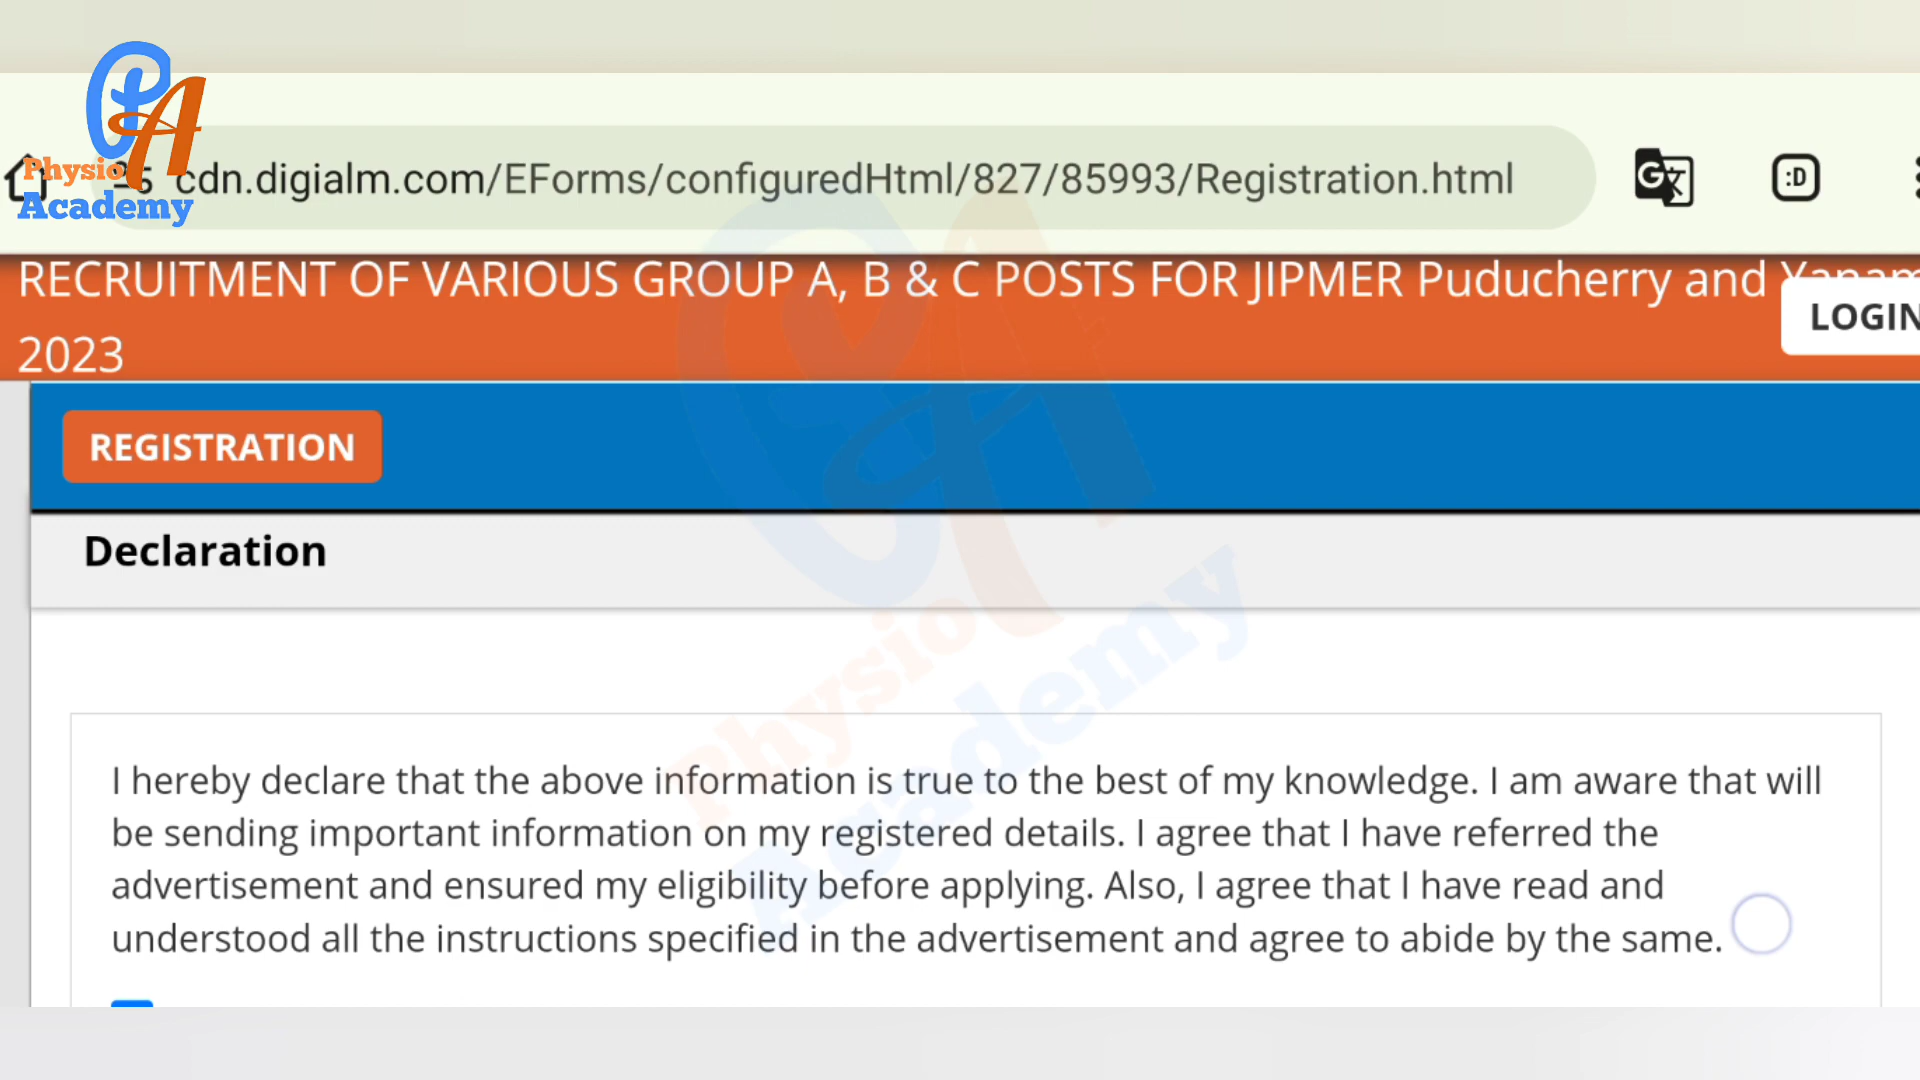 Physio
Academy
cdn.digialm.com/EForms/configuredHtml/827/85993/Registration.html
:D
RECRUITMENT OF VARIOUS GROUP A, B & C POSTS FOR JIPMER Puducherry and Yanam
2023
LOGIN
REGISTRATION
Declaration
I hereby declare that the above information is true to the best of my knowledge. I am aware that will
be sending important information on my registered details. I agree that I have referred the
advertisement and ensured my eligibility before applying. Also, I agree that I have read and
understood all the instructions specified in the advertisement and agree to abide by the same.
Physio
Academy